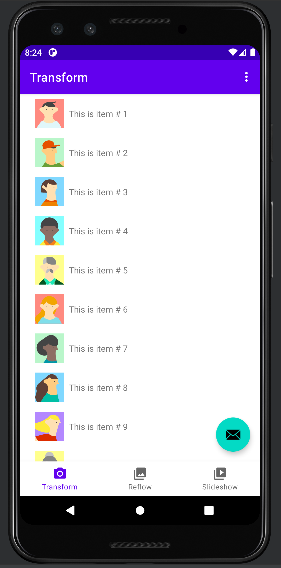 8:24
Transform
This is item # 1
This is item # 2
This is item # 3
This is item # 4
This is item # 5
This is item # 6
This is item # 7
This is item # 8
This is item # 9
Transform Reflow Slideshow